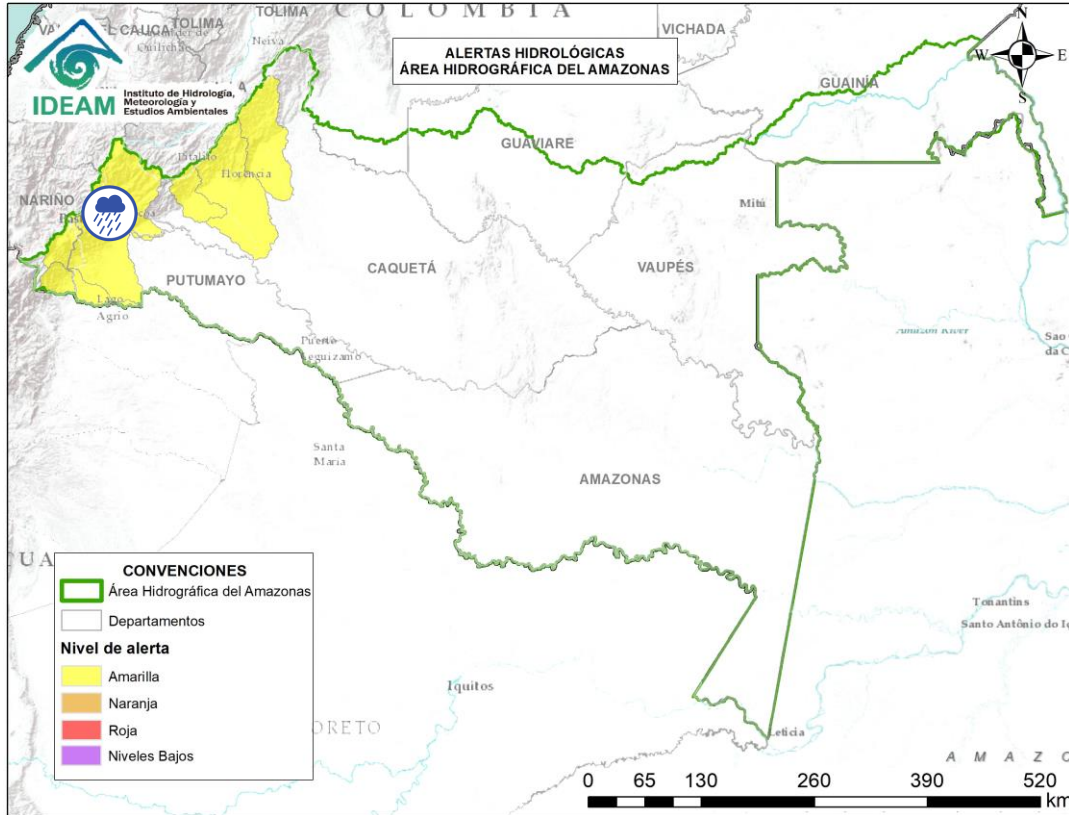 COLOMBIA
TOLIMA
TOLIMA
Neiva
VICHADA
IDEAM
Instituto de Hidrología,
Meteorología y
Estudios Ambientales
ALERTAS HIDROLÓGICAS
ÁREA HIDROGRÁFICA DEL AMAZONAS
N
W
E
S
GUAINÍA
GUAVIARE
Pitalito
Florencia
NARIÑO
Mitú
CAQUETÁ
VAUPÉS
PUTUMAYO
Lago
Agrio
Amazon River
Puerto
Leguizamo
Santa
Maria
AMAZONAS
CONVENCIONES
Área Hidrográfica del Amazonas
Departamentos
Nivel de alerta
Amarilla
Naranja
Roja
Niveles Bajos
Tonantins
Santo Antônio do
Iquitos
Leticia
0 65 130 260 390 520
km